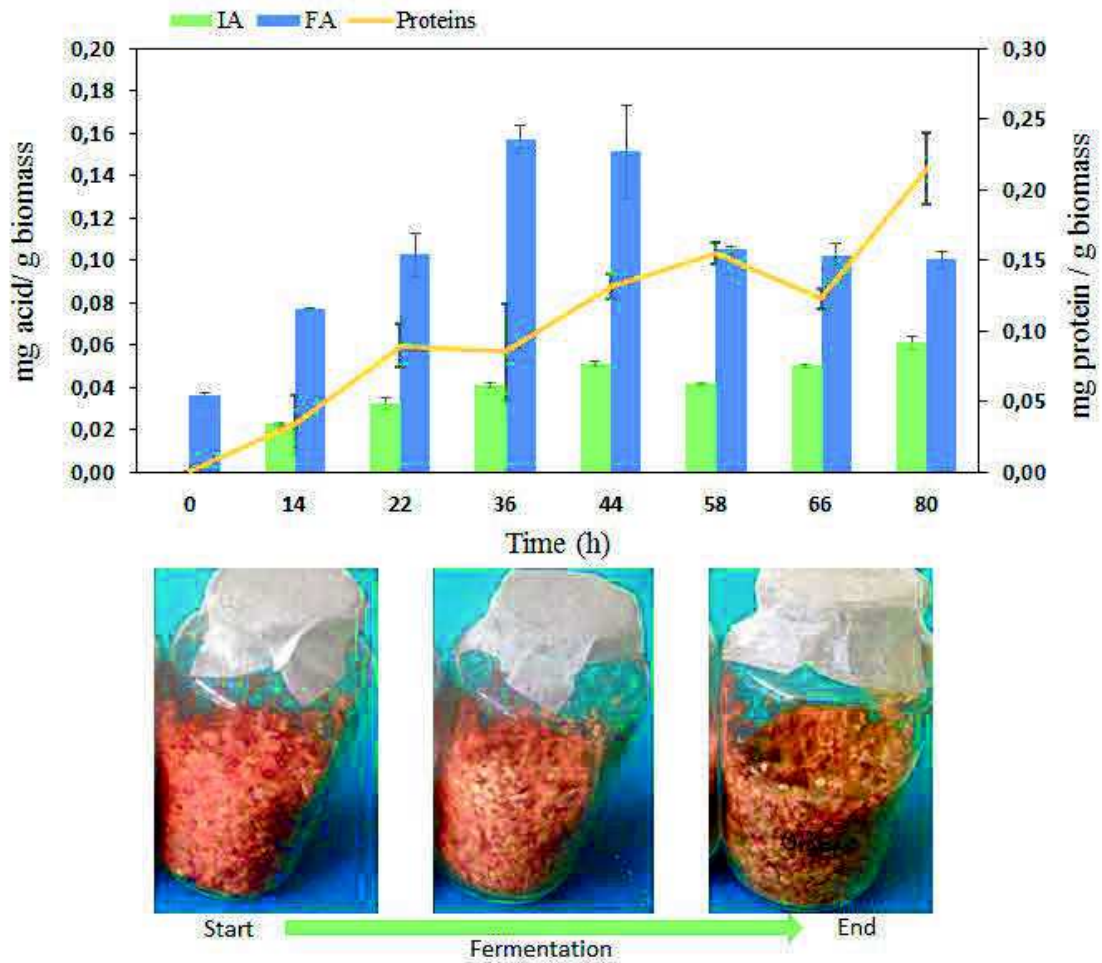 IA FA Proteins
0,20 0,30
0,18
0,16 0,25
0,14
0,20
0,12
0,10 0,15
0,08
0,10
0,06
0,04
0,05
0,02
0,00 0,00
mg acid/ g biomass
mg protein / g biomass
0 14 22 36 44 58 66 80
Time (h)
Start End
Fermentation